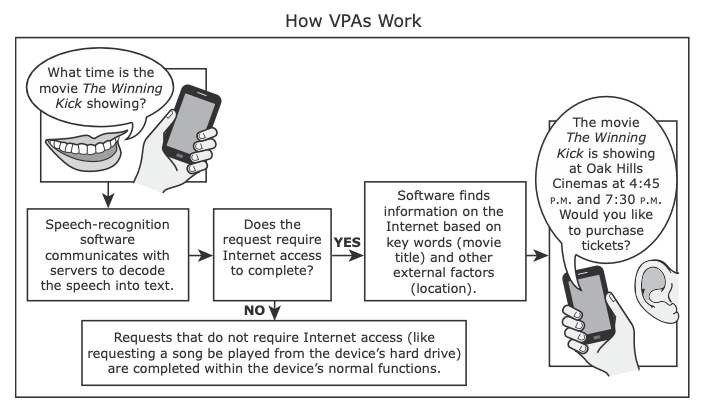 How VPAs Work
What time is the
movie The Winning
Kick showing?
Speech-recognition
software
communicates with
servers to decode
the speech into text.
Does the
request require
Internet access
to complete?
YES
NO
Software finds
information on the
Internet based on
key words (movie
title) and other
external factors
(location).
The movie
The Winning
Kick is showing
at Oak Hills
Cinemas at 4:45
P.M. and 7:30 P.M.
Would you like
to purchase
tickets?
Requests that do not require Internet access (like
requesting a song be played from the device’s hard drive)
are completed within the device’s normal functions.